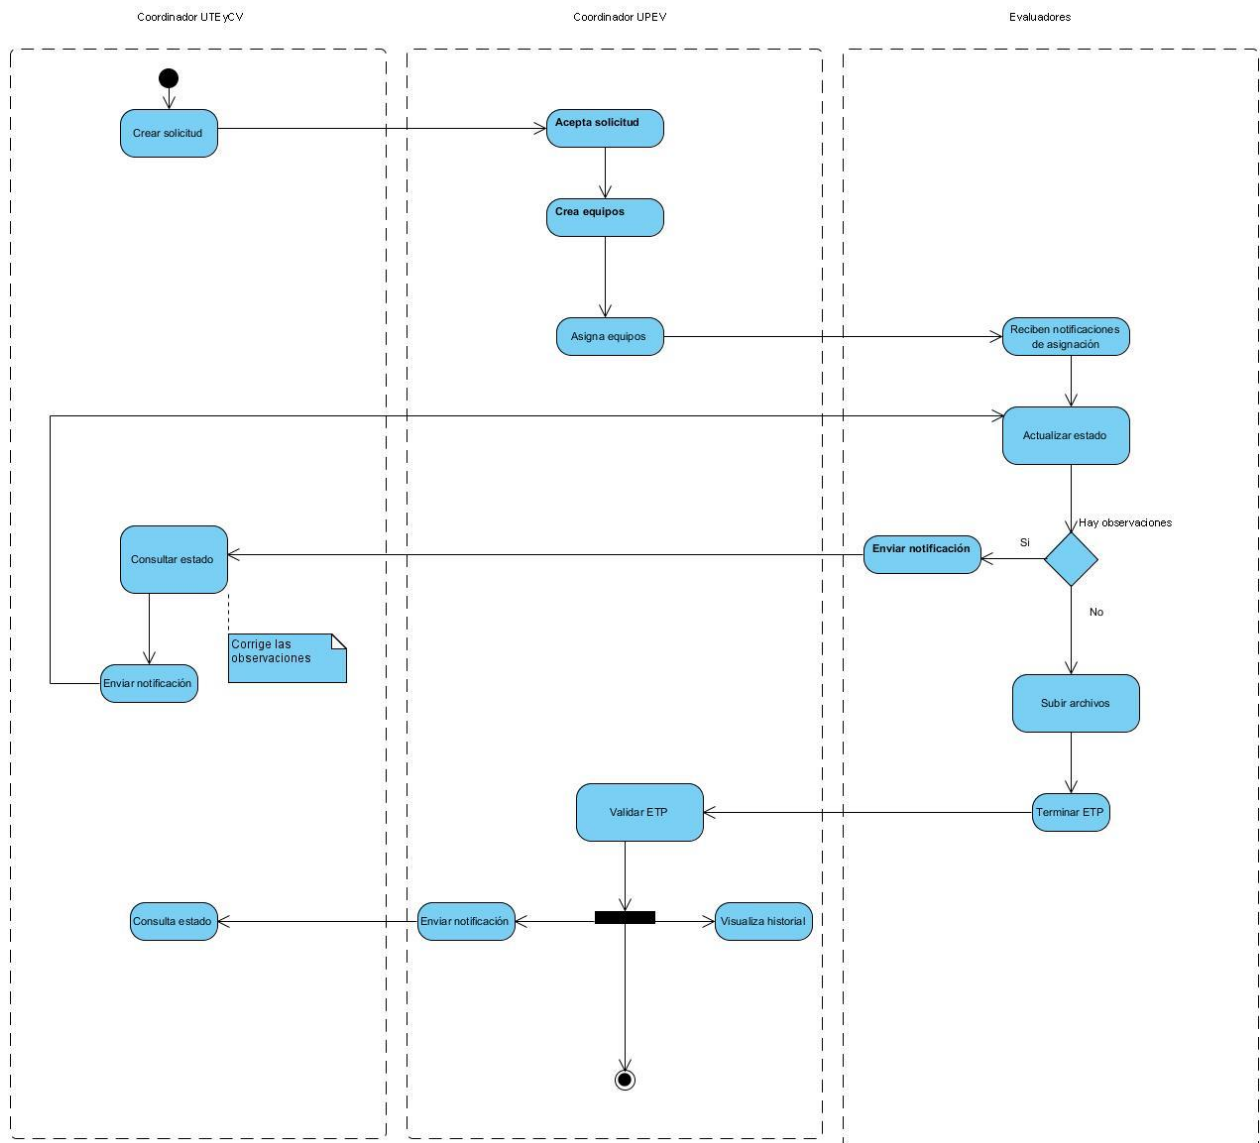 Coordinador UTEyCV
Coordinador UPEV
Evaluadores
Crear solicitud
Acepta solicitud
Crea equipos
Asigna equipos
Reciben notificaciones
de asignación
Actualizar estado
Hay observaciones
Si
Enviar notificación
Consultar estado
No
Corrige las
observaciones
Enviar notificación
Subir archivos
Validar ETP
Terminar ETP
Consulta estado
Enviar notificación
Visualiza historial